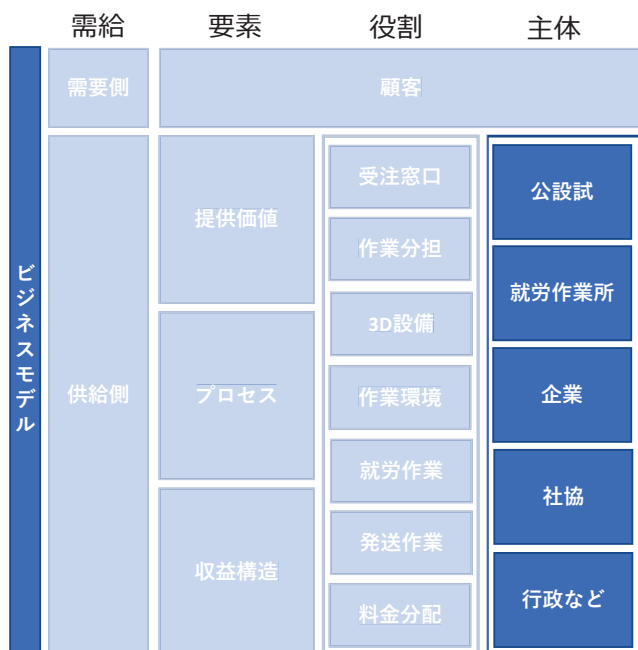 需給
要素
役割
主体
ビジネスモデル
需要側
顧客
供給側
提供価値
プロセス
収益構造
受注窓口
作業分担
3D設備
作業環境
就労作業
発送作業
料金分配
公設試
就労作業所
企業
社協
行政など